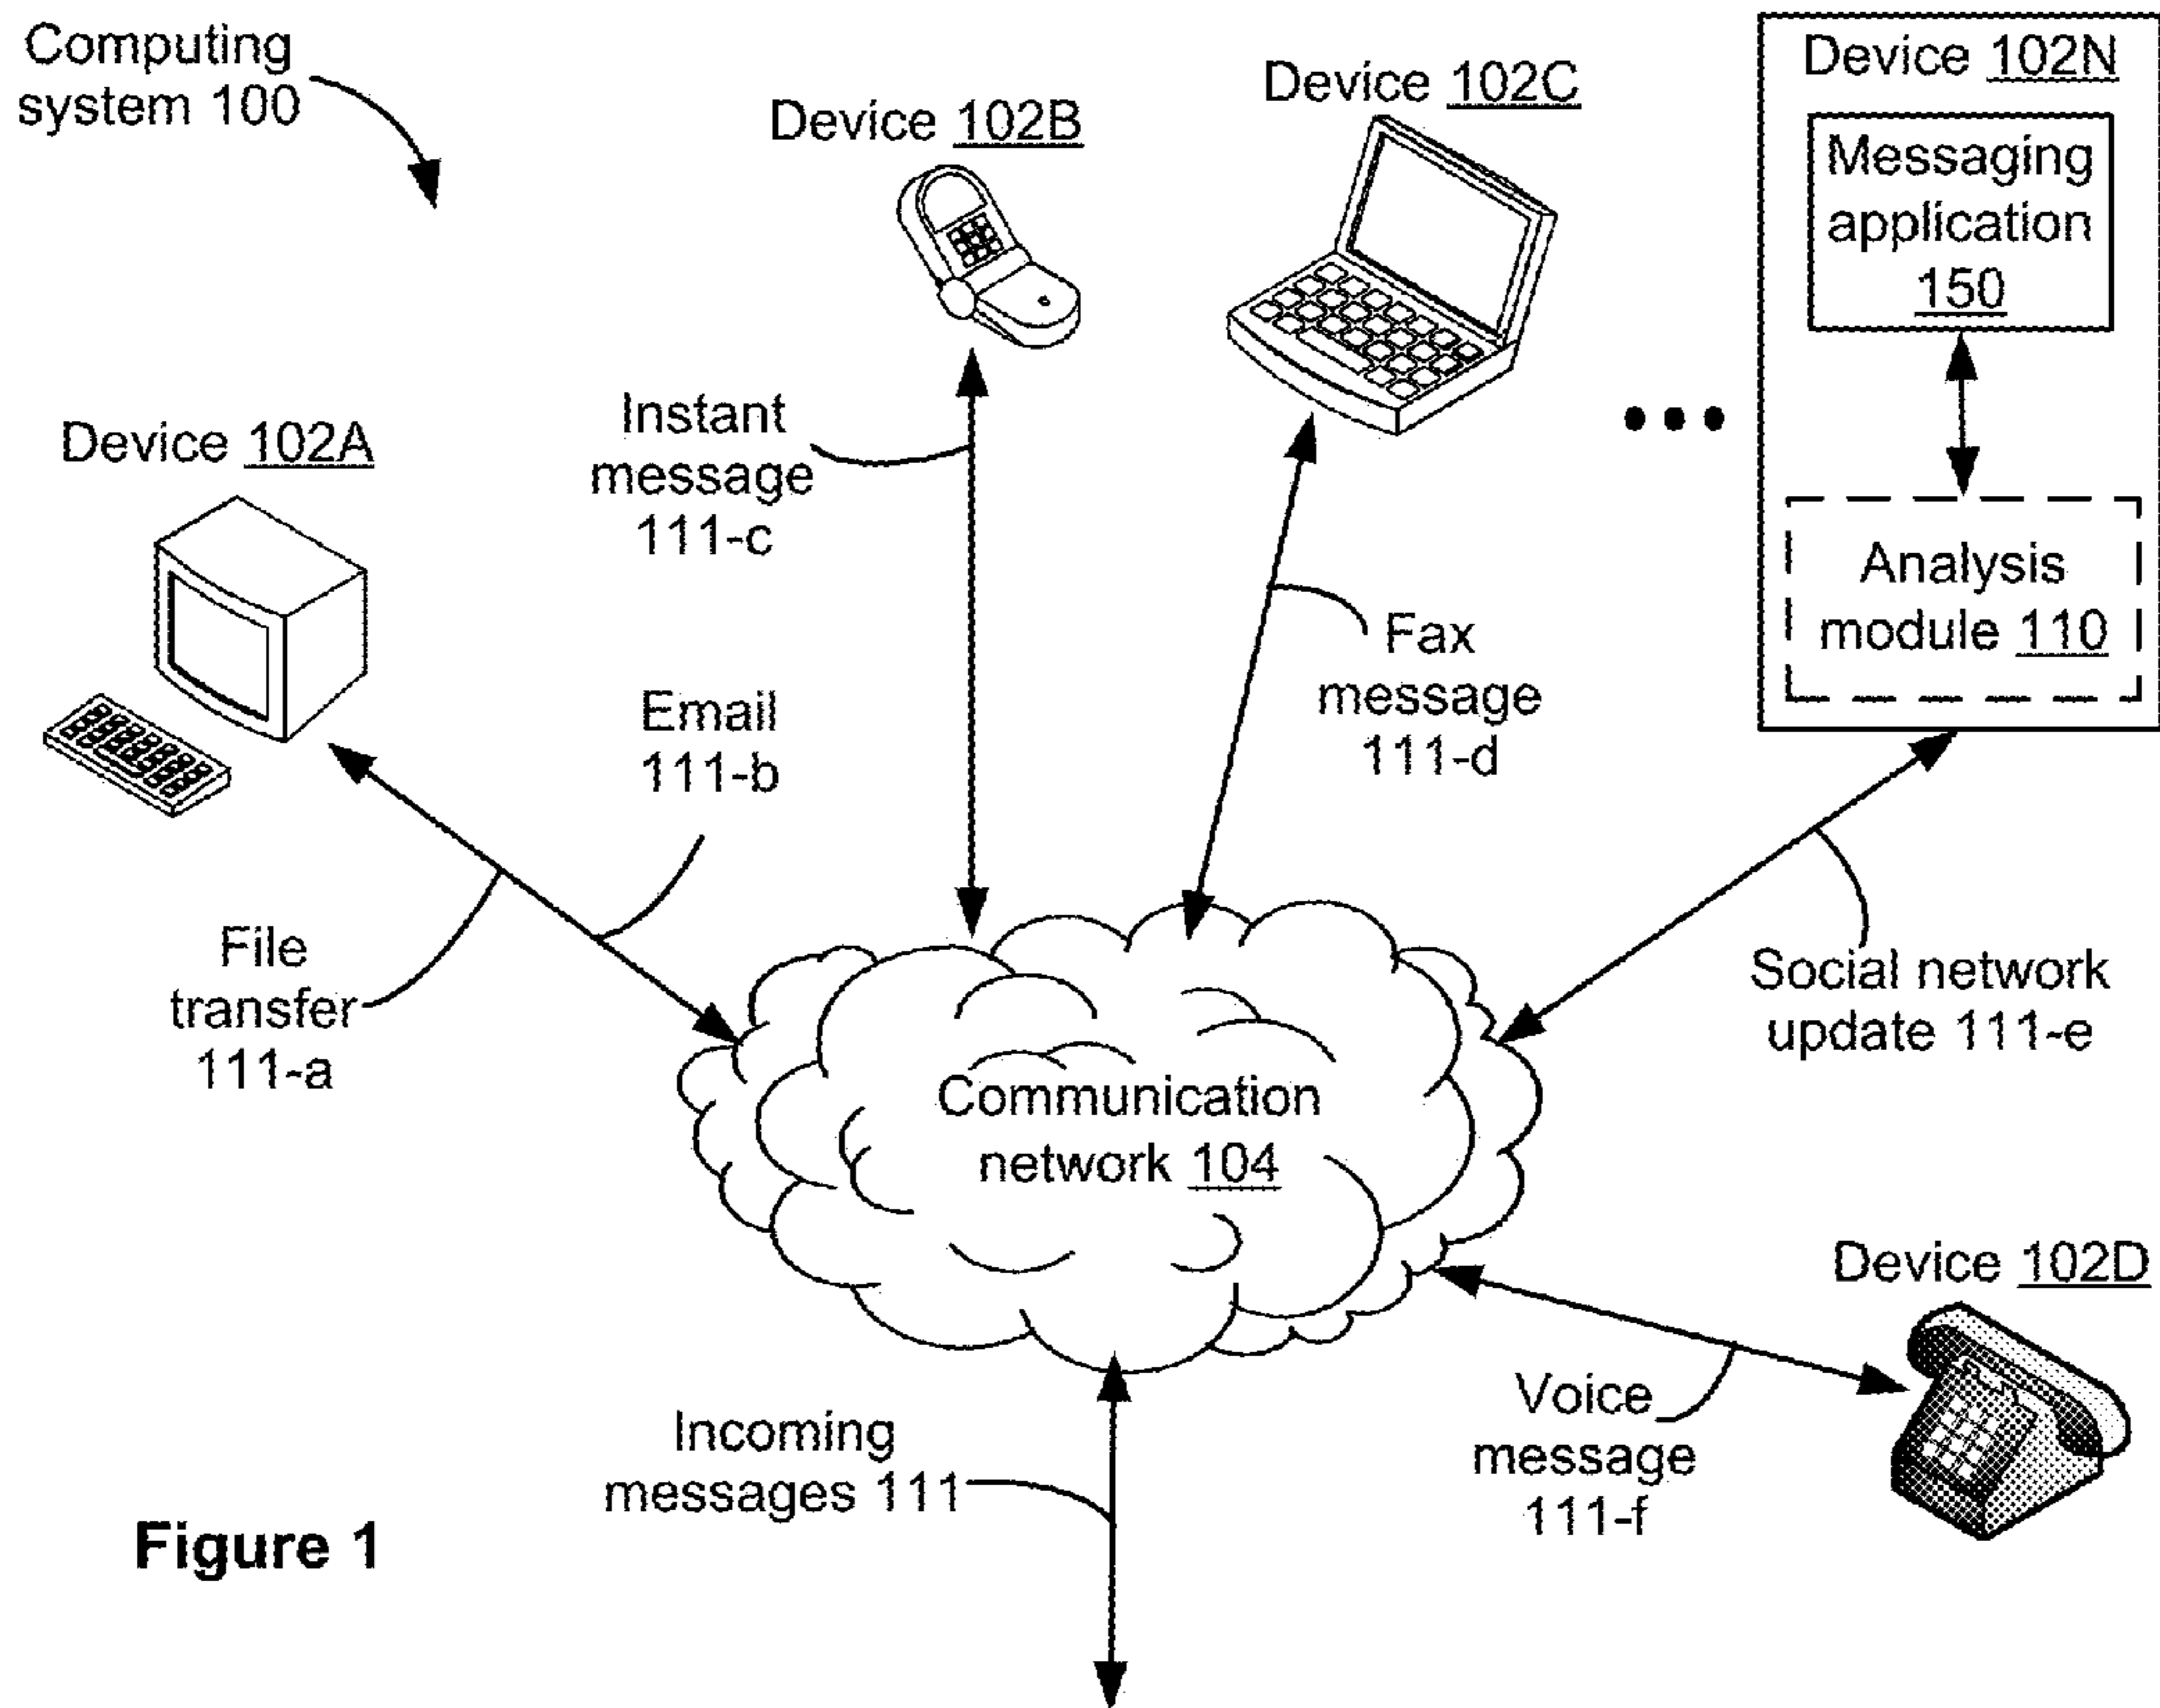 Computing
system 100
Device 102B
Device 102C
Device 102N
Messaging
application
150
Analysis
module 110
Device 102A
Instant
message
111-c
Fax
message
111-d
Email
111-b
File
transfer
111-a
Social network
update 111-e
Communication
network 104
Device 102D
Voice
message
111-f
Incoming
messages 111
Figure 1